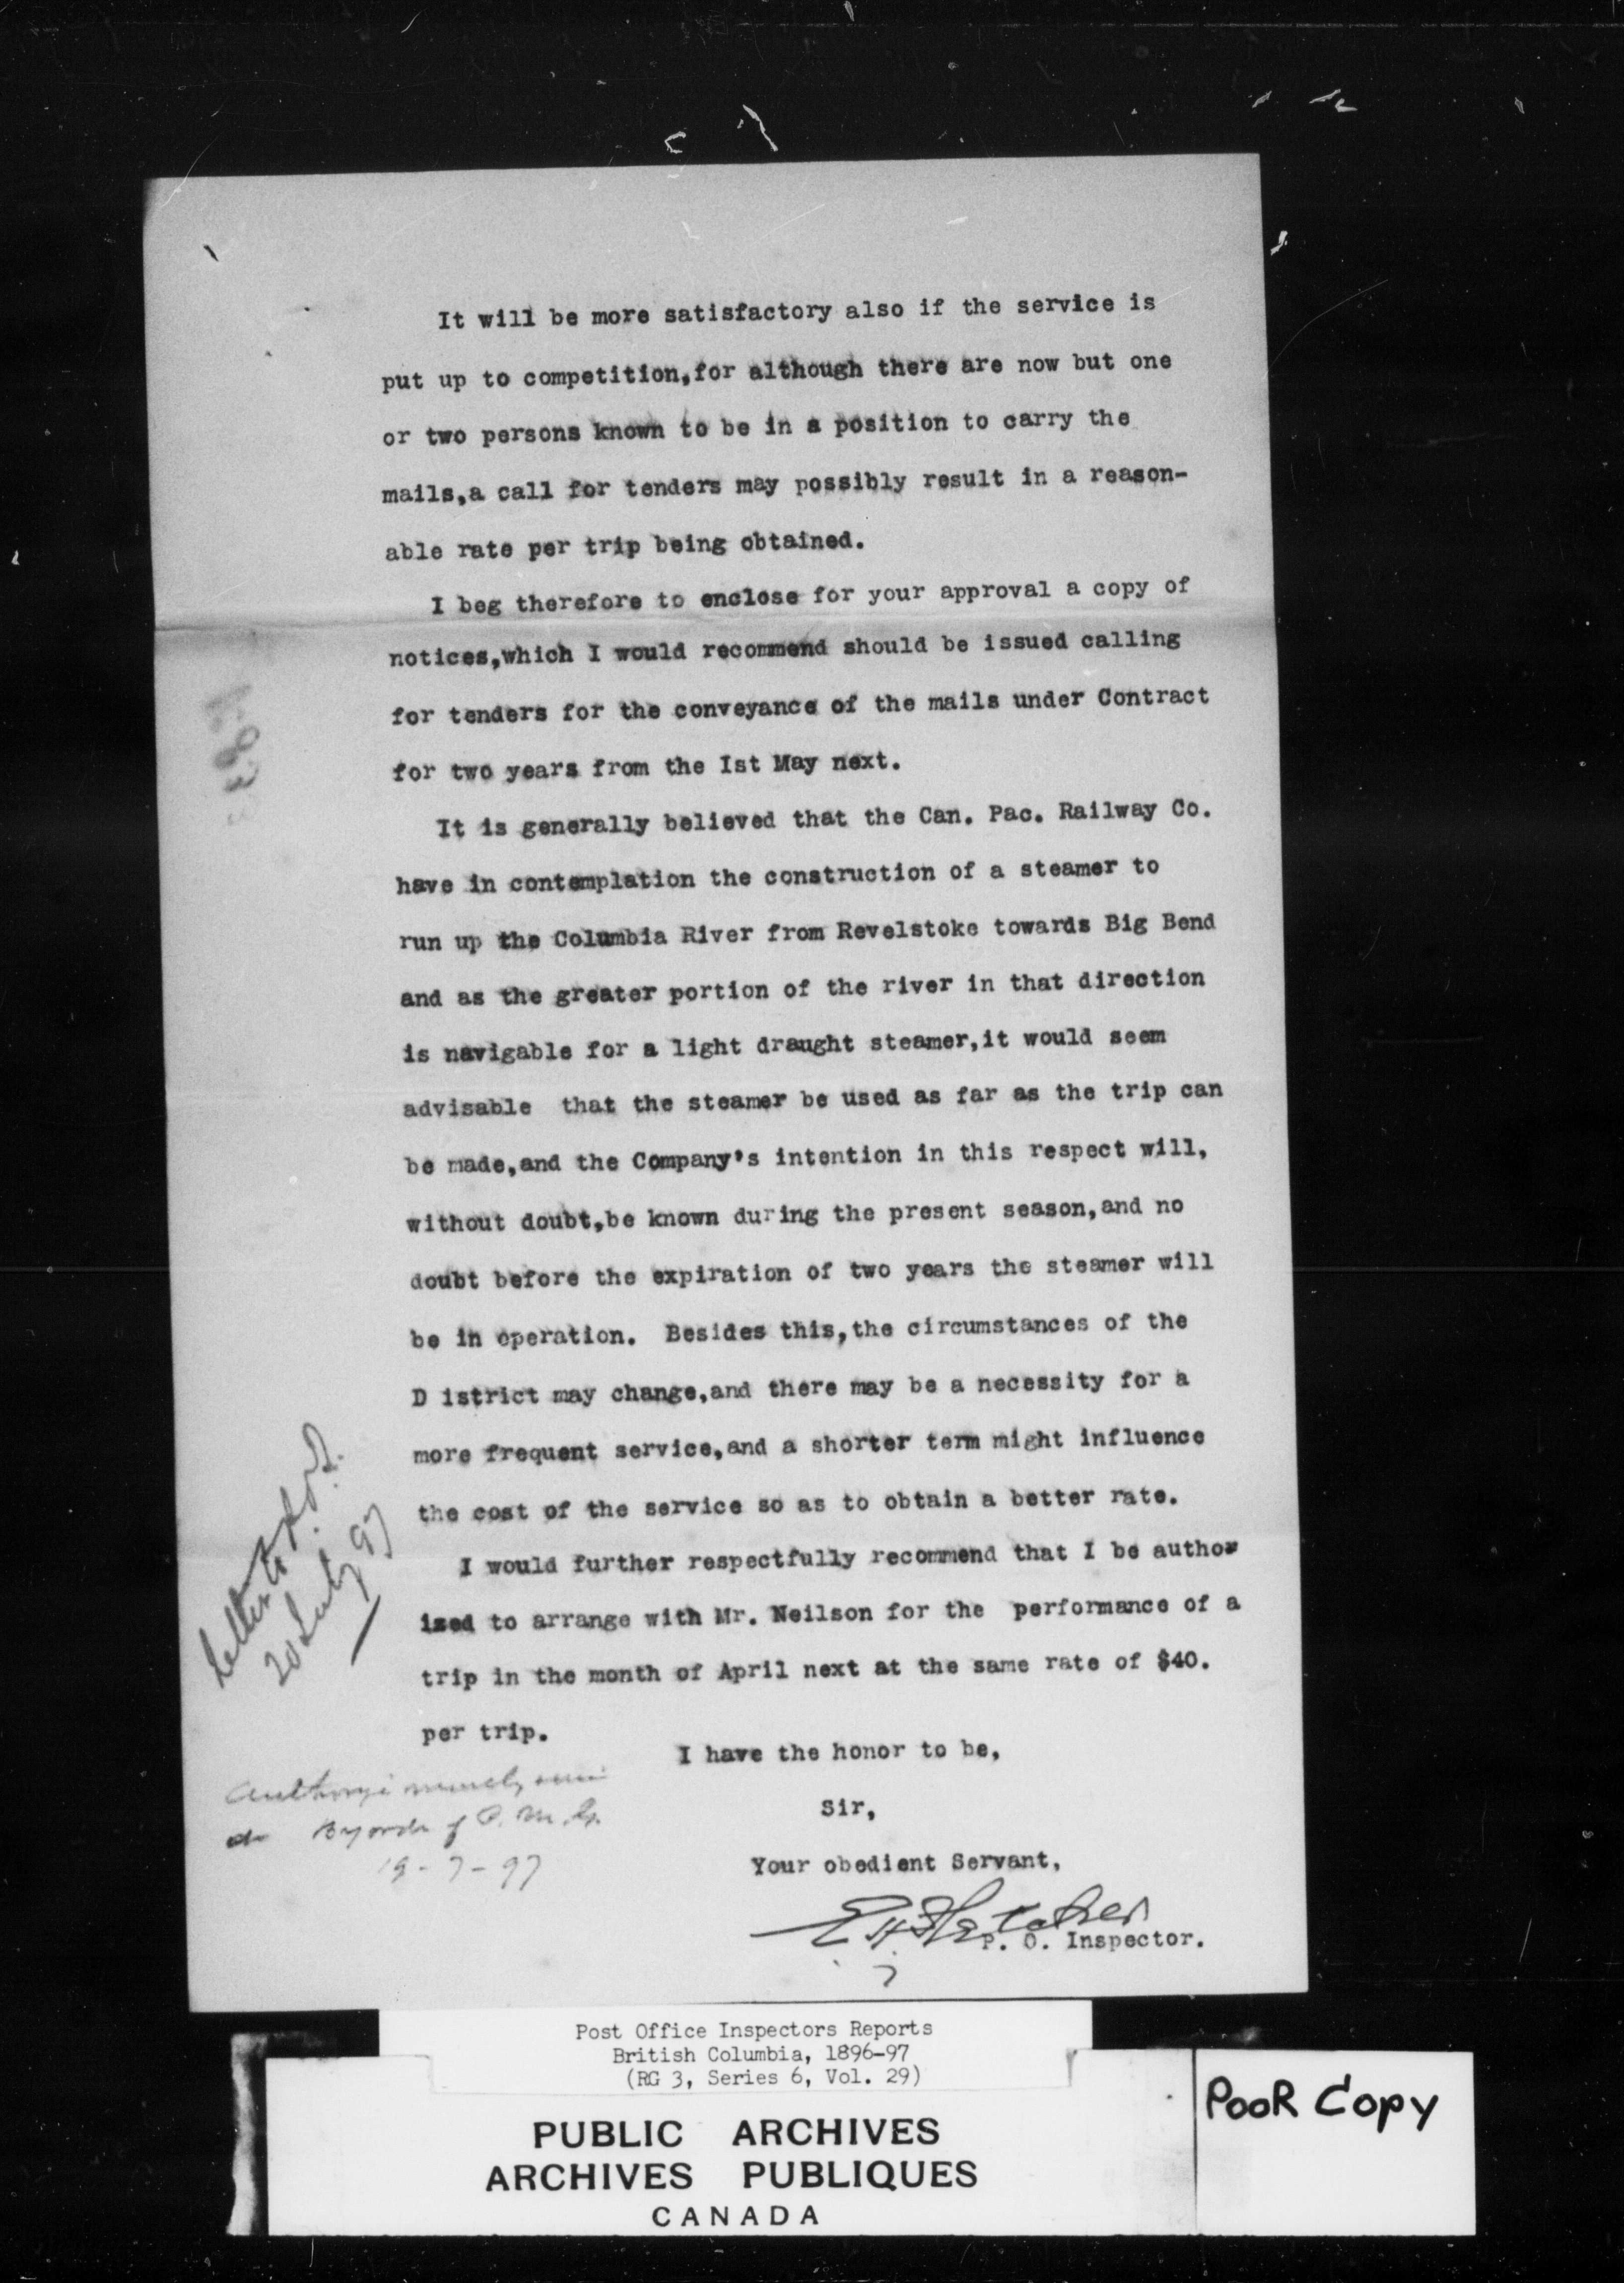 It will be more satisfactory also if the service is
put up to competition,for although there are now but one
or two persons known to be in a position to carry the
mails,a call for tenders may possibly result in a reason-
able rate per trip being obtained.
I beg therefore to enclose for your approval a copy of
notices,which I would recommend should be issued calling
for tenders for the conveyance of the mails under Contract
for two years from the Ist May next.
It is generally believed that the Can. Pac. Railway Co.
have in contemplation the construction of a steamer to
run up the Columbia River from Revelstoke towards Big Bend
and as the greater portion of the river in that direction
is navigable for a light draught steamer,it would seem
advisable that the steamer be used as far as the trip can
be made,and the Company's intention in this respect will,
without doubt,be known during the present season,and no
doubt before the expiration of two years the steamer will
be in operation. Besides this,the circumstances of the
D istrict may change,and there may be a necessity for a
more frequent service,and a shorter term might influence
the cost of the service so as to obtain a better rate.
I would further respectfully recommend that I be author
ized to arrange with Mr. Neilson for the performance of a
trip in the month of April next at the same rate of $40.
per trip.
I have the honor to be,
Sir,
Your obedient Servant,
E H Fletcher
P. O. Inspector.
letter to
20 July 97
By order of P. M. G.
19-7-97
Post Office Inspectors Reports
British Columbia, 1896-97
(RG 3, Series 6, Vol. 29)
PUBLIC ARCHIVES
ARCHIVES PUBLIQUES
CANADA
PooR Copy